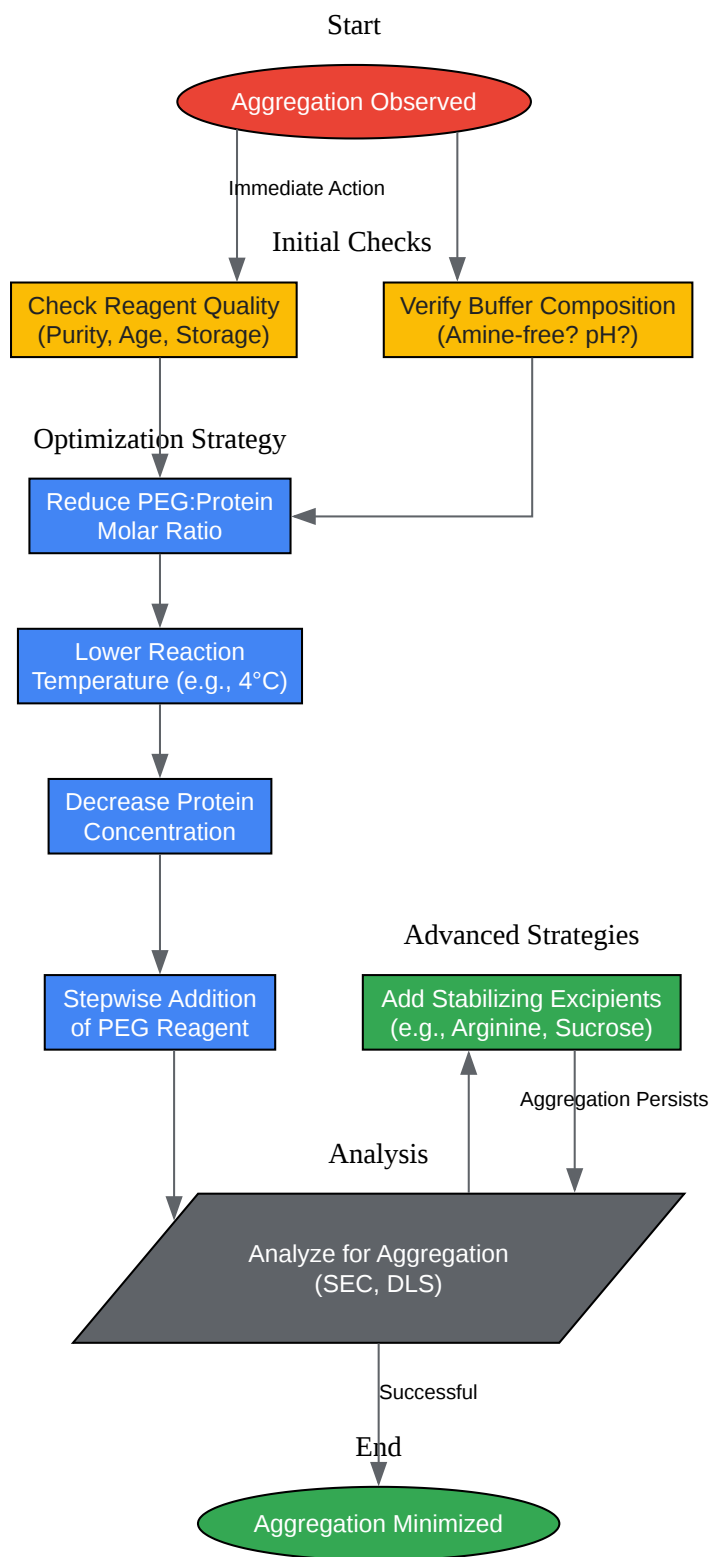 Start
Aggregation Observed
Immediate Action
Initial Checks
Check Reagent Quality
(Purity, Age, Storage)
Verify Buffer Composition
(Amine-free? pH?)
Optimization Strategy
Reduce PEG:Protein
Molar Ratio
Lower Reaction
Temperature (e.g., 4°C)
Decrease Protein
Concentration
Stepwise Addition
of PEG Reagent
Advanced Strategies
Add Stabilizing Excipients
(e.g., Arginine, Sucrose)
Aggregation Persists
Analysis
Analyze for Aggregation
(SEC, DLS)
Successful
End
Aggregation Minimized